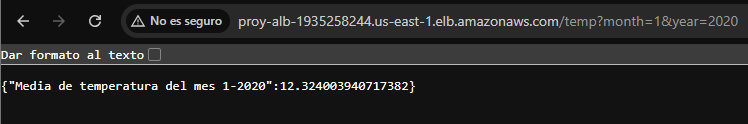 No es seguro proy-alb-1935258244.us-east-1.elb.amazonaws.com/temp?month=1&year=2020
Dar formato al texto
{"Media de temperatura del mes 1-2020":12.324003940717382}